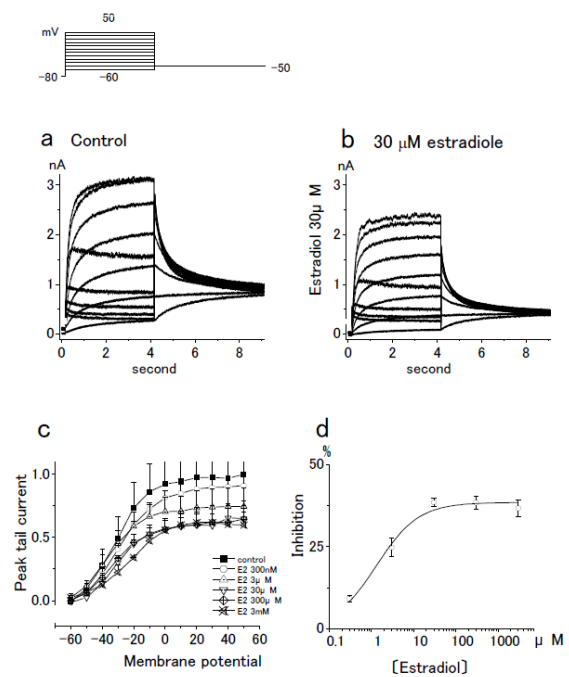 50
mV
-80
-60
-50
a Control
b 30 μM estradiole
nA
3
2
1
0
0 2 4 6 8
second
nA
Estradiol 30μ M
3
2
1
0
0 2 4 6 8
second
c
1.0
0.5
0.0
Peak tail current
control
E2 300nM
E2 3μ M
E2 30μ M
E2 300μ M
E2 3mM
-60 -40 -20 0 20 40 60
Membrane potential
d
%
50
25
0
Inhibition
0.1 1 10 100 1000 μ M
[Estradiol]